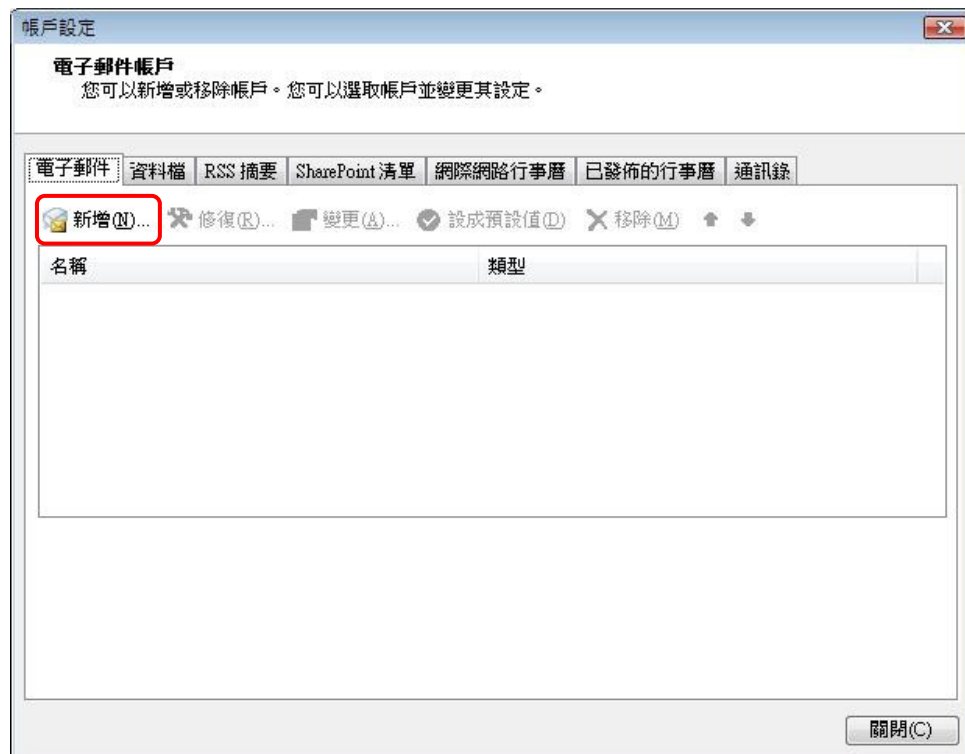 帳戶設定
電子郵件帳戶
您可以新增或移除帳戶。您可以選取帳戶並變更其設定。
電子郵件 資料檔 RSS 摘要 SharePoint 清單 網際網路行事曆 已發佈的行事曆 通訊錄
新增(N)... 修復(R)... 變更(A)... 設成預設值(D) 移除(M)
名稱 類型
關閉(C)